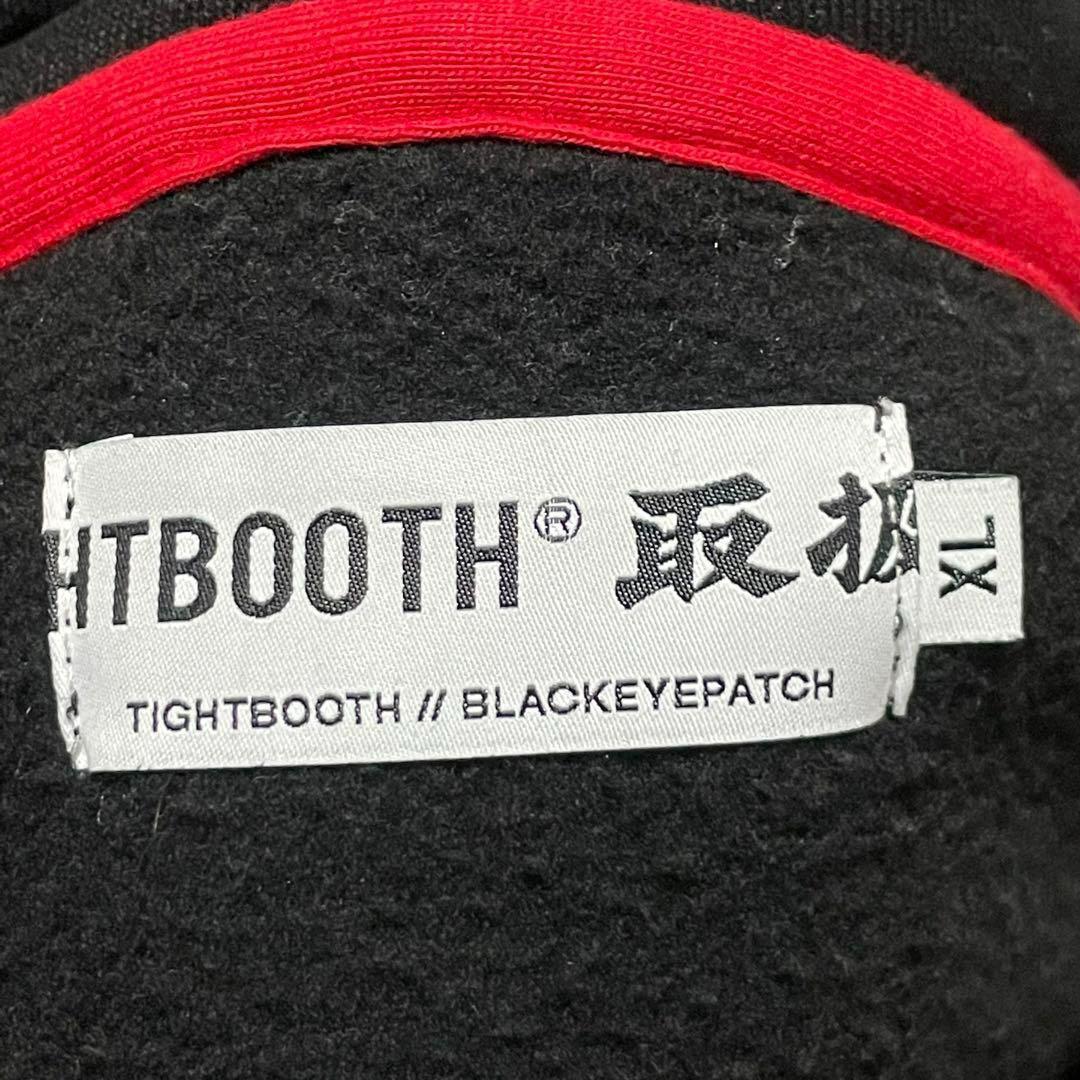 HTBOOTH® 取扱
TIGHTBOOTH // BLACKEYEPATCH
XL